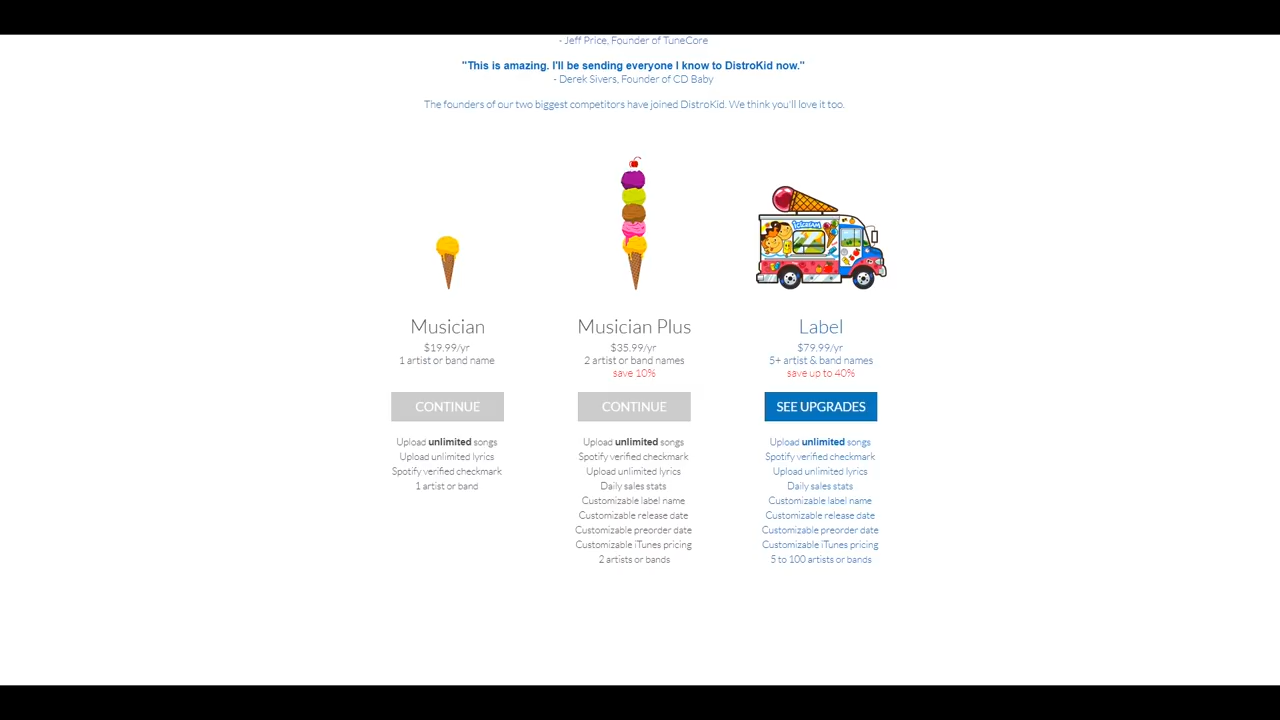 - Jeff Price, Founder of TuneCore
"This is amazing. I'll be sending everyone I know to DistroKid now."
- Derek Sivers, Founder of CD Baby
The founders of our two biggest competitors have joined DistroKid. We think you'll love it too.
Musician
$19.99/yr
1 artist or band name
CONTINUE
Upload unlimited songs
Upload unlimited lyrics
Spotify verified checkmark
1 artist or band
Musician Plus
$35.99/yr
2 artist or band names
save 10%
CONTINUE
Upload unlimited songs
Spotify verified checkmark
Upload unlimited lyrics
Daily sales stats
Customizable label name
Customizable release date
Customizable preorder date
Customizable iTunes pricing
2 artists or bands
Label
$79.99/yr
5+ artist & band names
save up to 40%
SEE UPGRADES
Upload unlimited songs
Spotify verified checkmark
Upload unlimited lyrics
Daily sales stats
Customizable label name
Customizable release date
Customizable preorder date
Customizable iTunes pricing
5 to 100 artists or bands